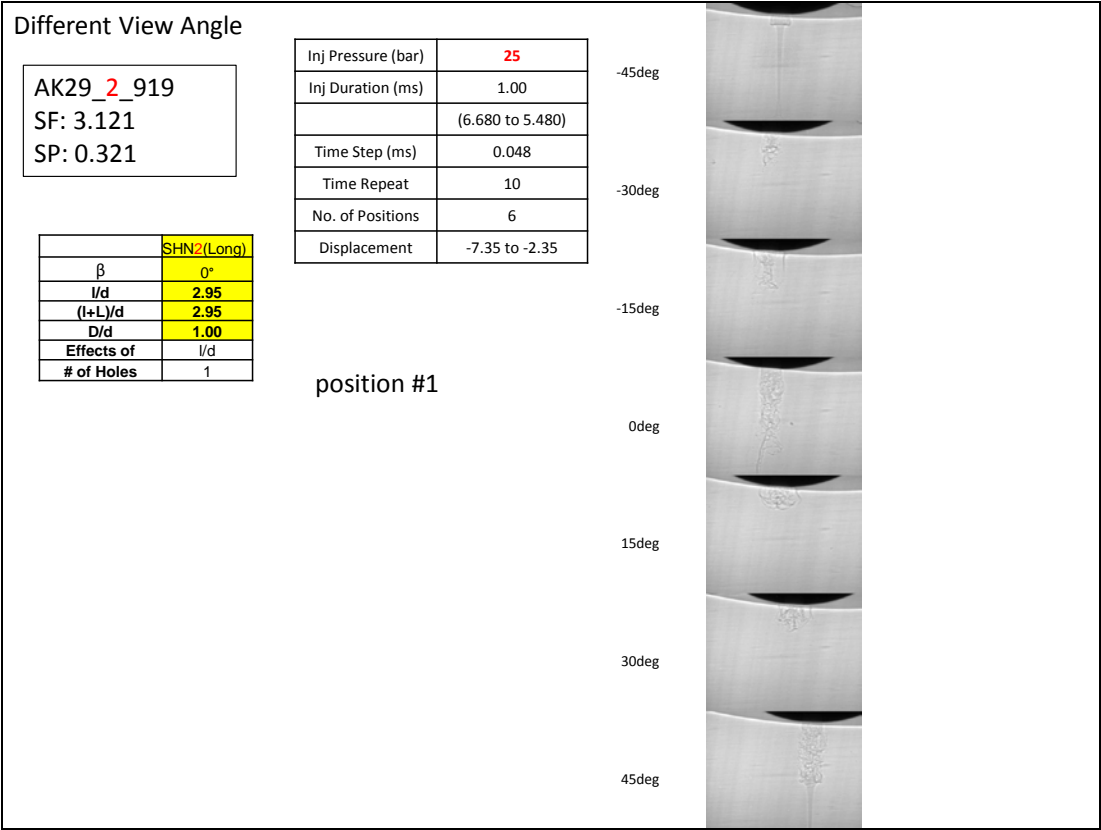 Different View Angle
AK29_2_919
SF: 3.121
SP: 0.321
Inj Pressure (bar) 25
Inj Duration (ms) 1.00
(6.680 to 5.480)
Time Step (ms) 0.048
Time Repeat 10
No. of Positions 6
Displacement -7.35 to -2.35
SHN2(Long)
β 0°
l/d 2.95
(l+L)/d 2.95
D/d 1.00
Effects of l/d
# of Holes 1
position #1
-45deg
-30deg
-15deg
0deg
15deg
30deg
45deg